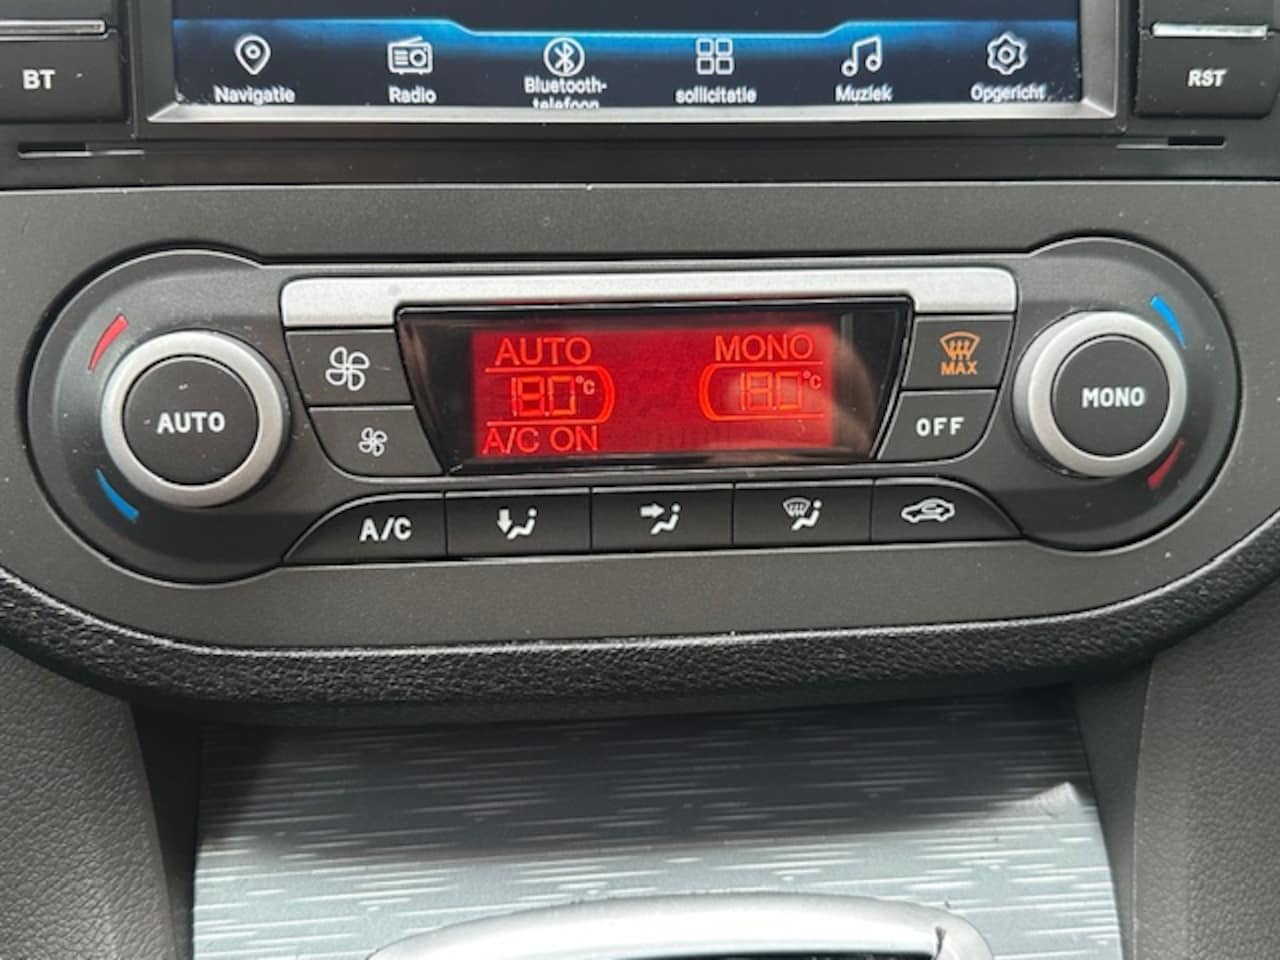 BT
RST
Navigatie
Radio
Bluetooth-
telefoon
sollicitatie
Muziek
Opgericht
AUTO
AUTO
18.0°C
A/C ON
MONO
18.0°C
MAX
OFF
MONO
A/C